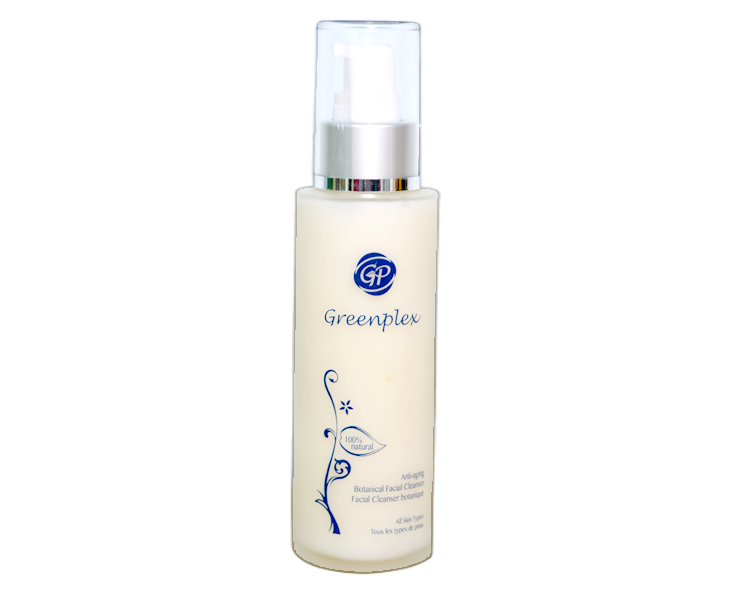 GP
Greenplex
100%
natural
Anti-aging
Botanical Facial Cleanser
Facial Cleanser botanique
All Skin Types
Tous les types de peau